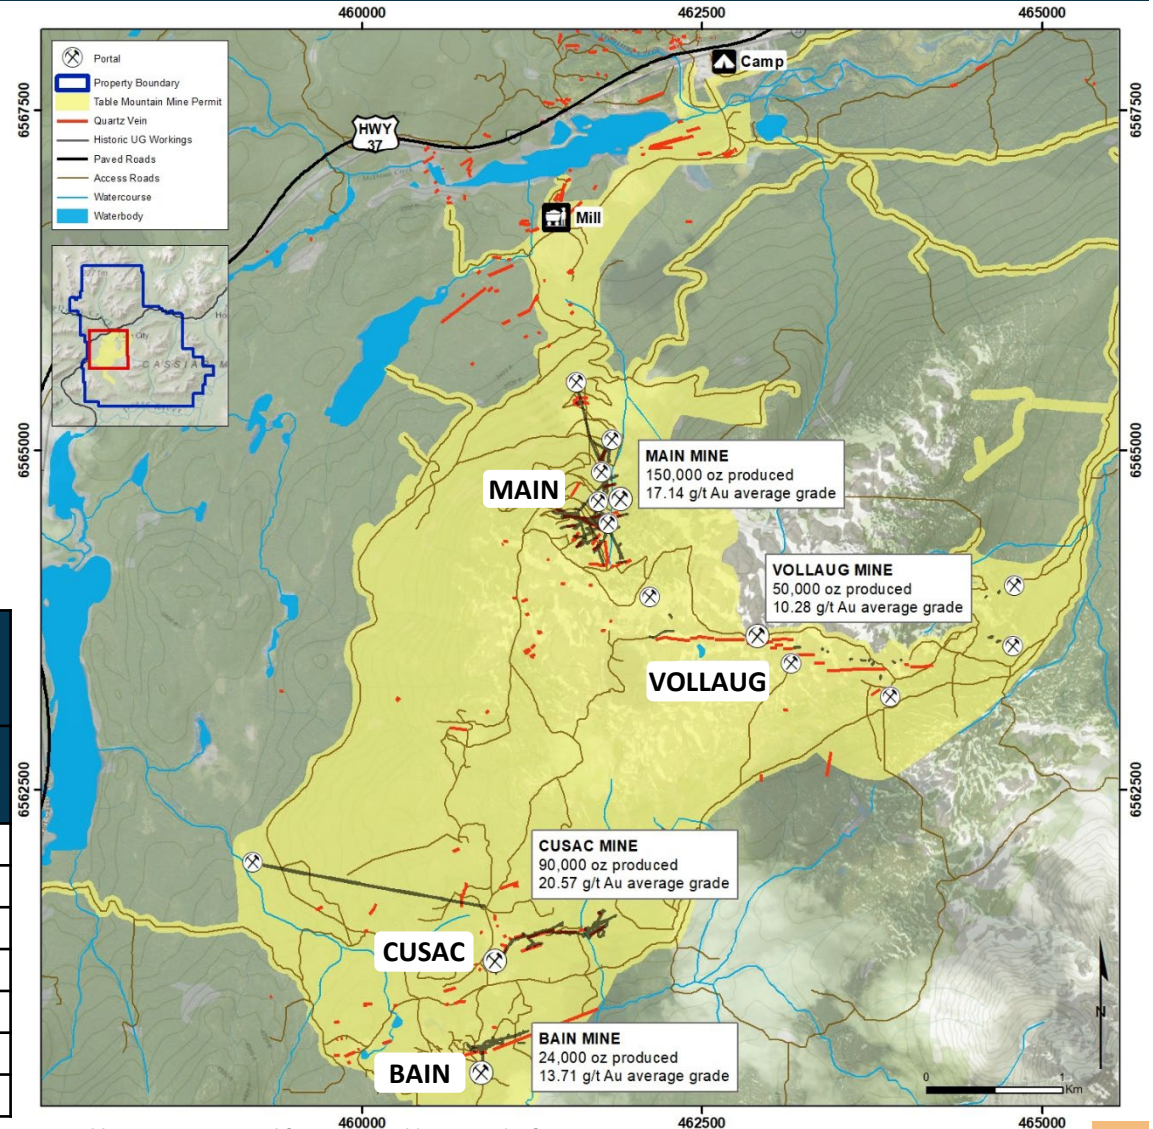 460000
462500
465000
6567500
6565000
6562500
6567500
6565000
6562500
Portal
Property Boundary
Table Mountain Mine Permit
Quartz Vein
Historic UG Workings
Paved Roads
Access Roads
Watercourse
Waterbody
HWY
37
Camp
Mill
MAIN
MAIN MINE
150,000 oz produced
17.14 g/t Au average grade
VOLLAUG MINE
50,000 oz produced
10.28 g/t Au average grade
VOLLAUG
CUSAC MINE
90,000 oz produced
20.57 g/t Au average grade
CUSAC
BAIN MINE
24,000 oz produced
13.71 g/t Au average grade
BAIN
N
0 1
Km
460000
462500
465000